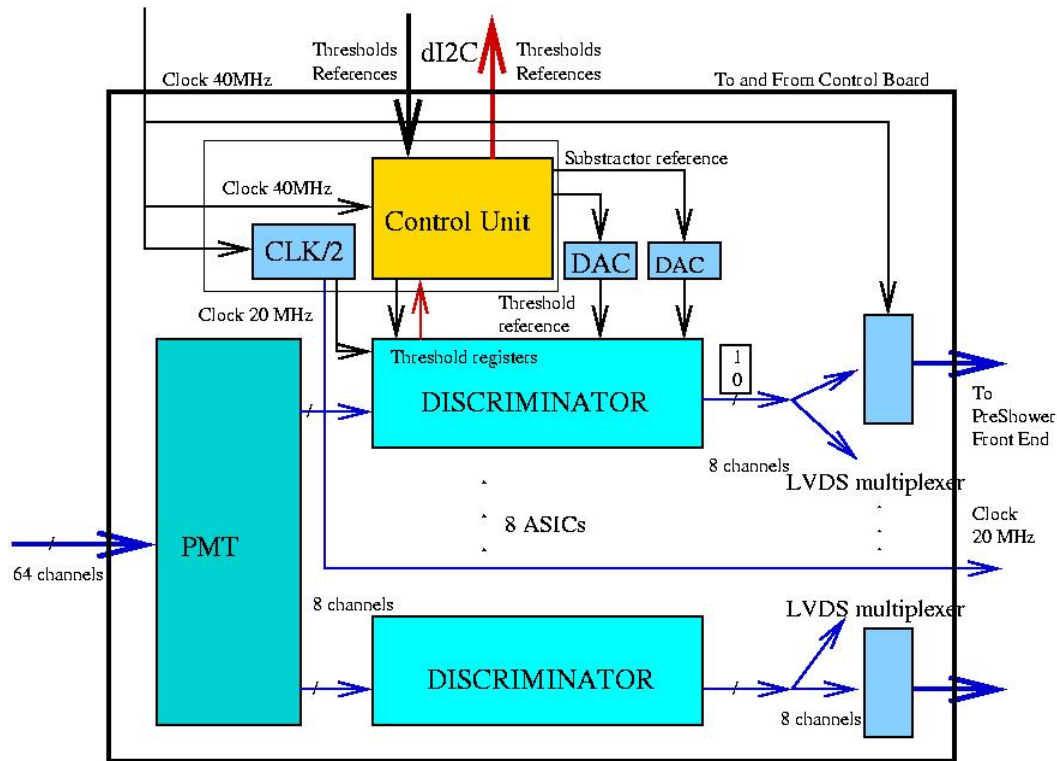 Thresholds
References
dI2C
Thresholds
References
Clock 40MHz
To and From Control Board
Substractor reference
Clock 40MHz
Control Unit
CLK/2
DAC
DAC
Clock 20 MHz
Threshold
reference
Threshold registers
DISCRIMINATOR
1
0
To
PreShower
Front End
8 channels
LVDS multiplexer
8 ASICs
Clock
20 MHz
PMT
64 channels
8 channels
LVDS multiplexer
DISCRIMINATOR
8 channels